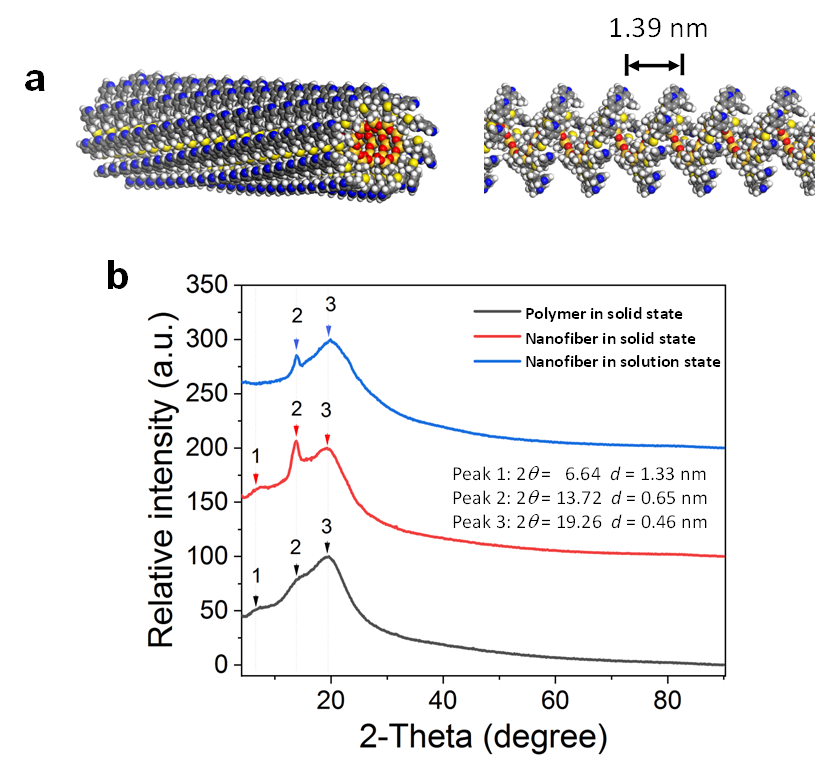 1.39 nm
a
b
350
300
250
200
150
100
50
0
Relative intensity (a.u.)
2
3
Polymer in solid state
Nanofiber in solid state
Nanofiber in solution state
1
2
3
Peak 1: 2θ = 6.64 d = 1.33 nm
Peak 2: 2θ = 13.72 d = 0.65 nm
Peak 3: 2θ = 19.26 d = 0.46 nm
1
2
3
20
40
60
80
2-Theta (degree)